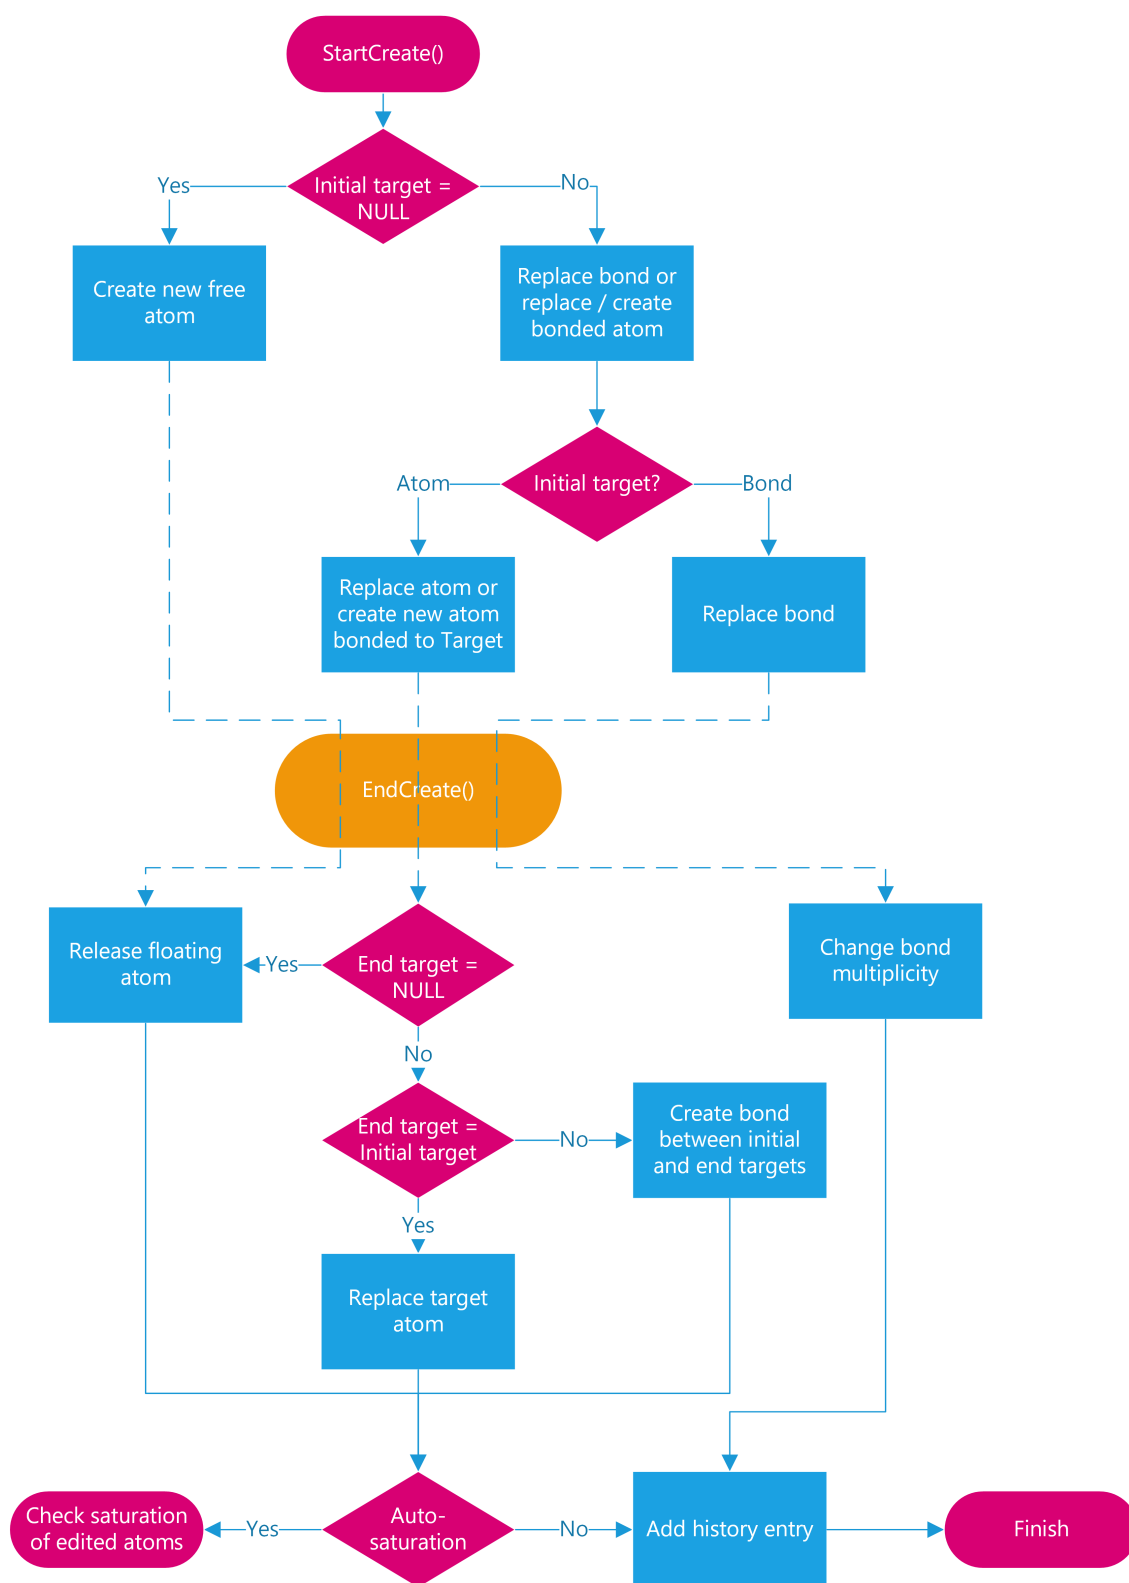 StartCreate()
Initial target =
NULL
Yes
No
Create new free
atom
Replace bond or
replace / create
bonded atom
Initial target?
Atom
Bond
Replace atom or
create new atom
bonded to Target
Replace bond
EndCreate()
Release floating
atom
Yes
End target =
NULL
Change bond
multiplicity
No
End target =
Initial target
No
Create bond
between initial
and end targets
Yes
Replace target
atom
Check saturation
of edited atoms
Yes
Auto-
saturation
No
Add history entry
Finish